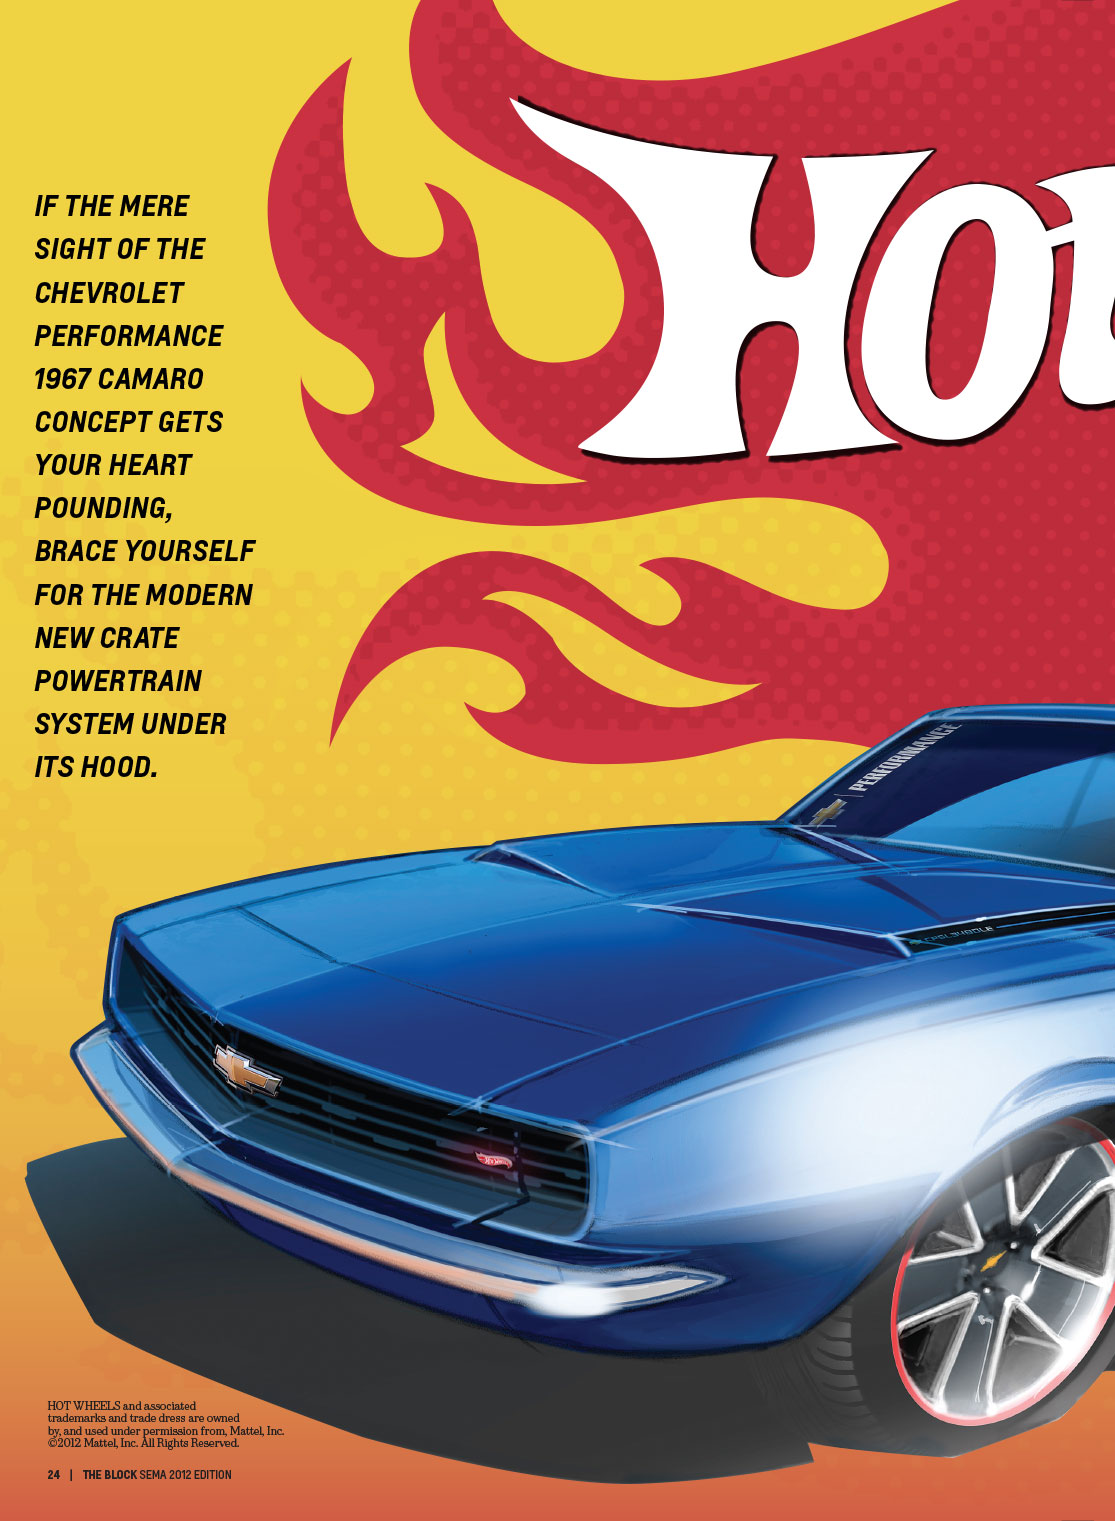 Hot
IF THE MERE
SIGHT OF THE
CHEVROLET
PERFORMANCE
1967 CAMARO
CONCEPT GETS
YOUR HEART
POUNDING,
BRACE YOURSELF
FOR THE MODERN
NEW CRATE
POWERTRAIN
SYSTEM UNDER
ITS HOOD.
PERFORMANCE
Hot Wheels
HOT WHEELS and associated
trademarks and trade dress are owned
by, and used under permission from, Mattel, Inc.
©2012 Mattel, Inc. All Rights Reserved.
24 | THE BLOCK SEMA 2012 EDITION